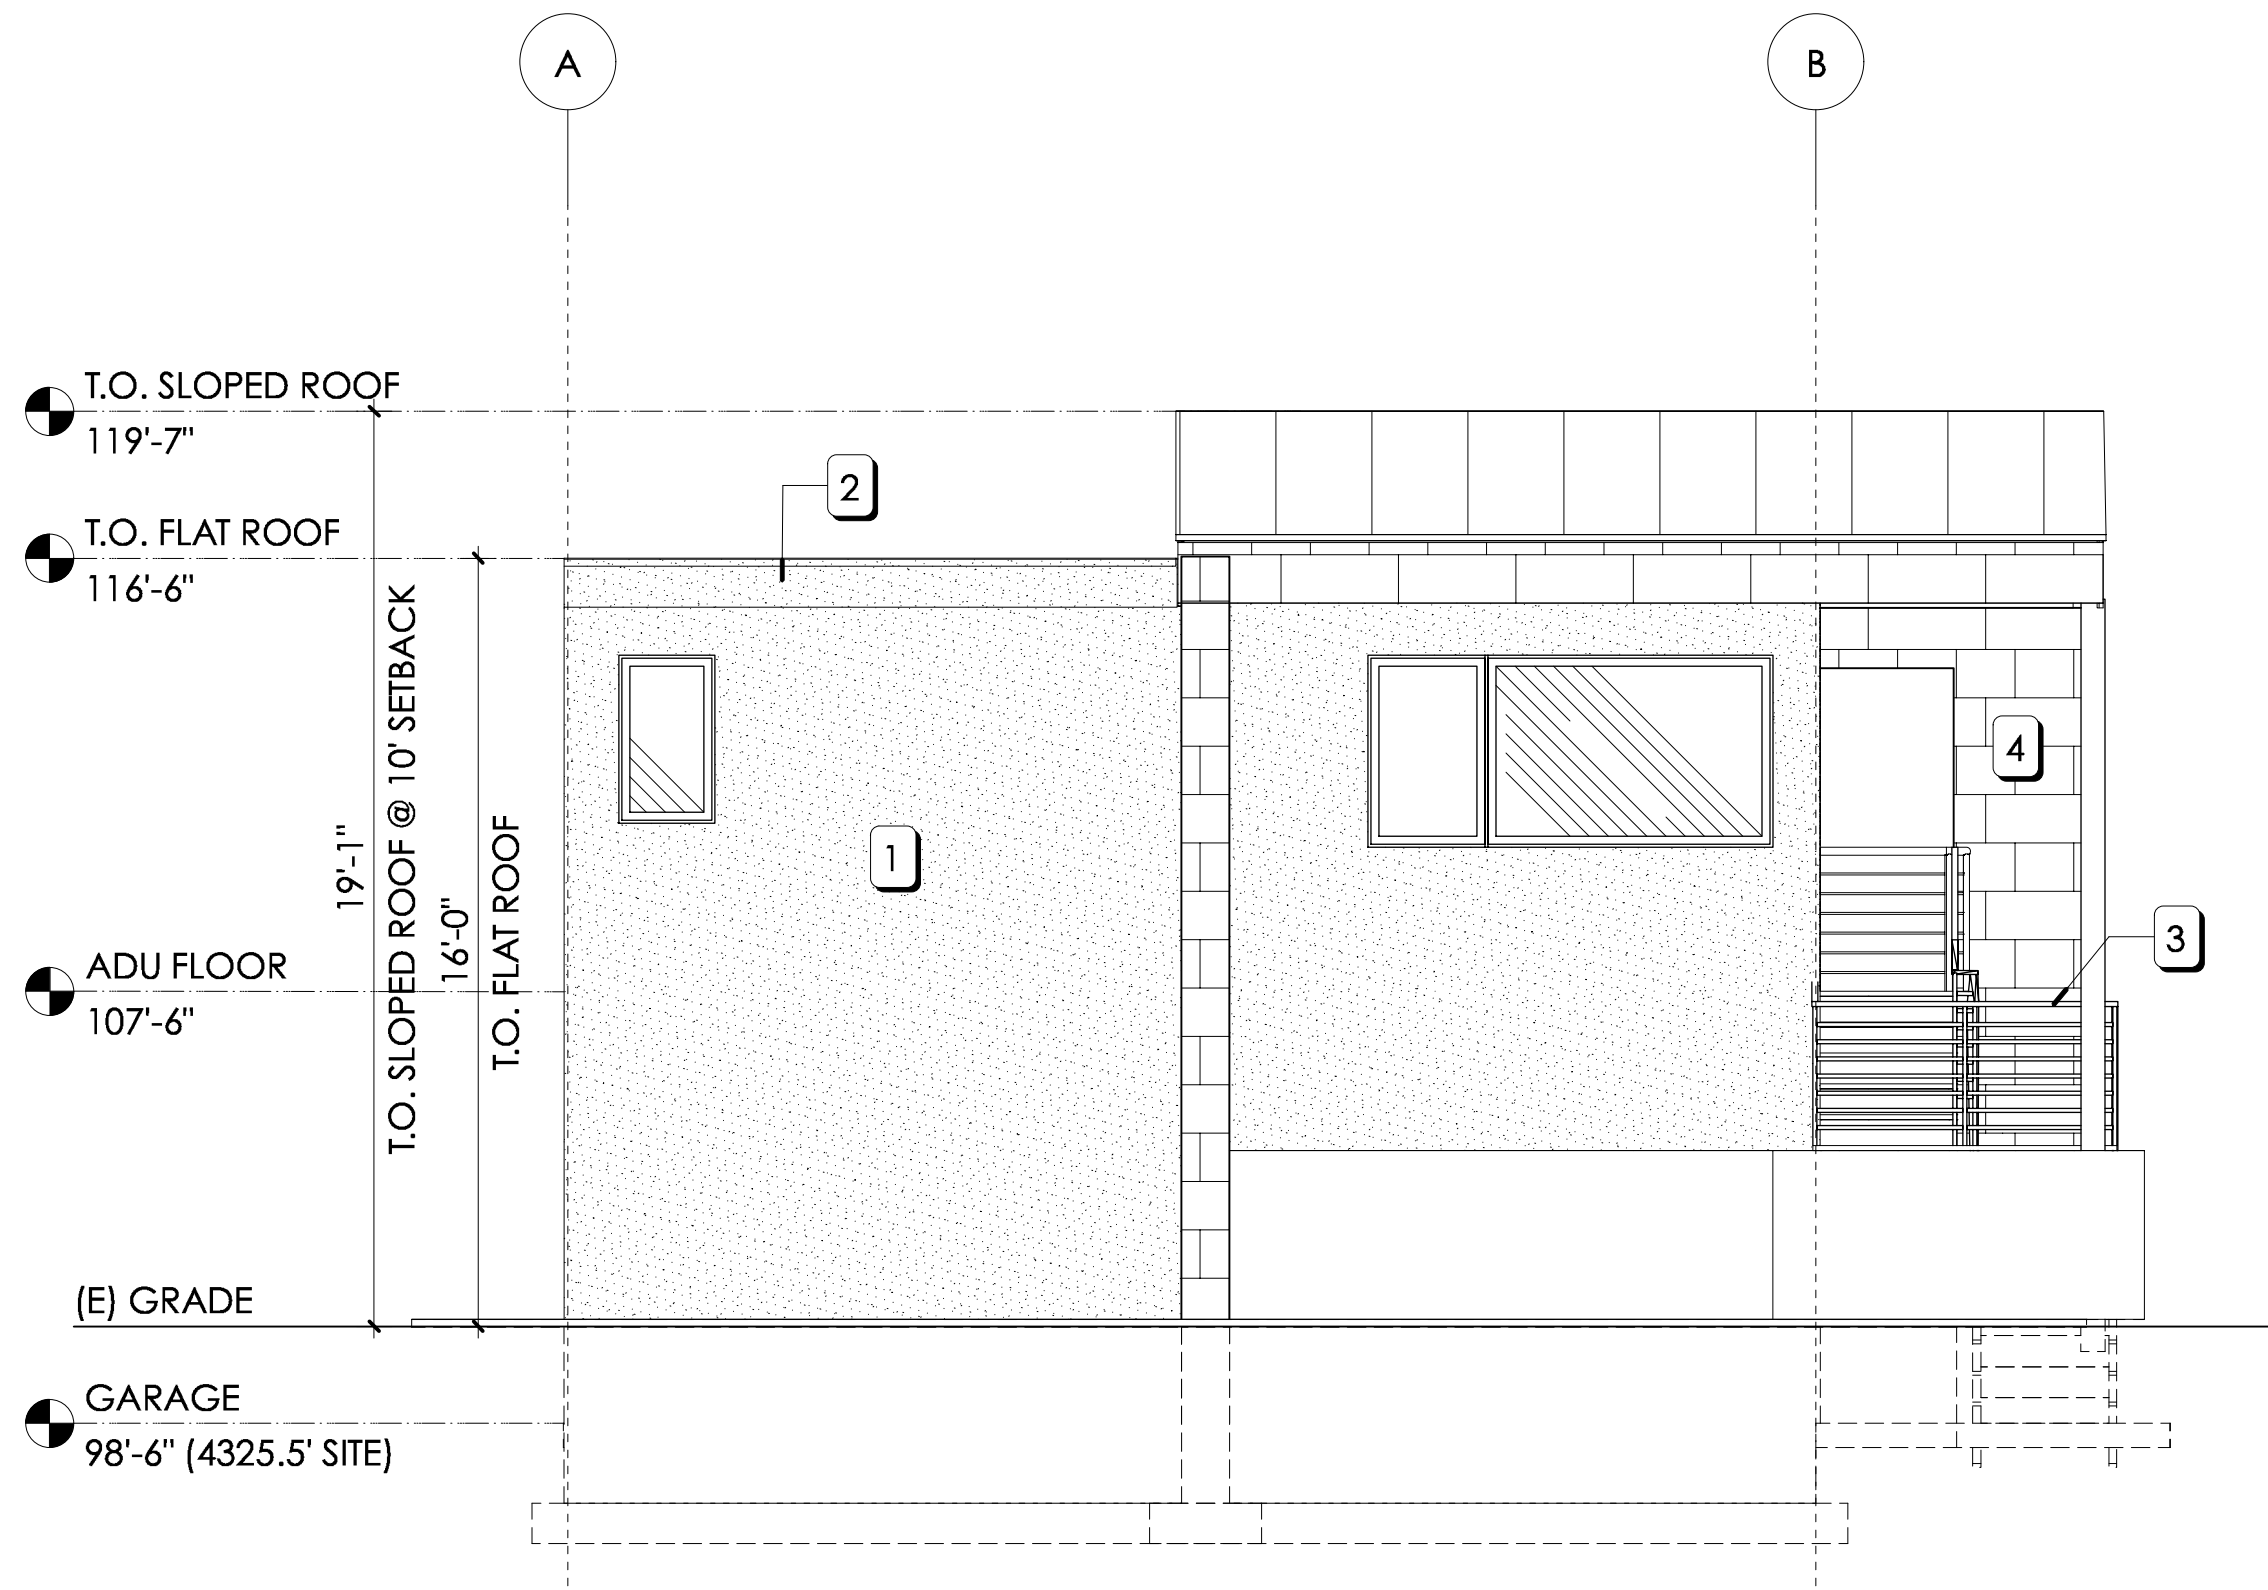 A
B
T.O. SLOPED ROOF
119'-7"
2
T.O. FLAT ROOF
116'-6"
19'-1"
T.O. SLOPED ROOF @ 10' SETBACK
16'-0"
T.O. FLAT ROOF
4
1
3
ADU FLOOR
107'-6"
(E) GRADE
GARAGE
98'-6" (4325.5' SITE)